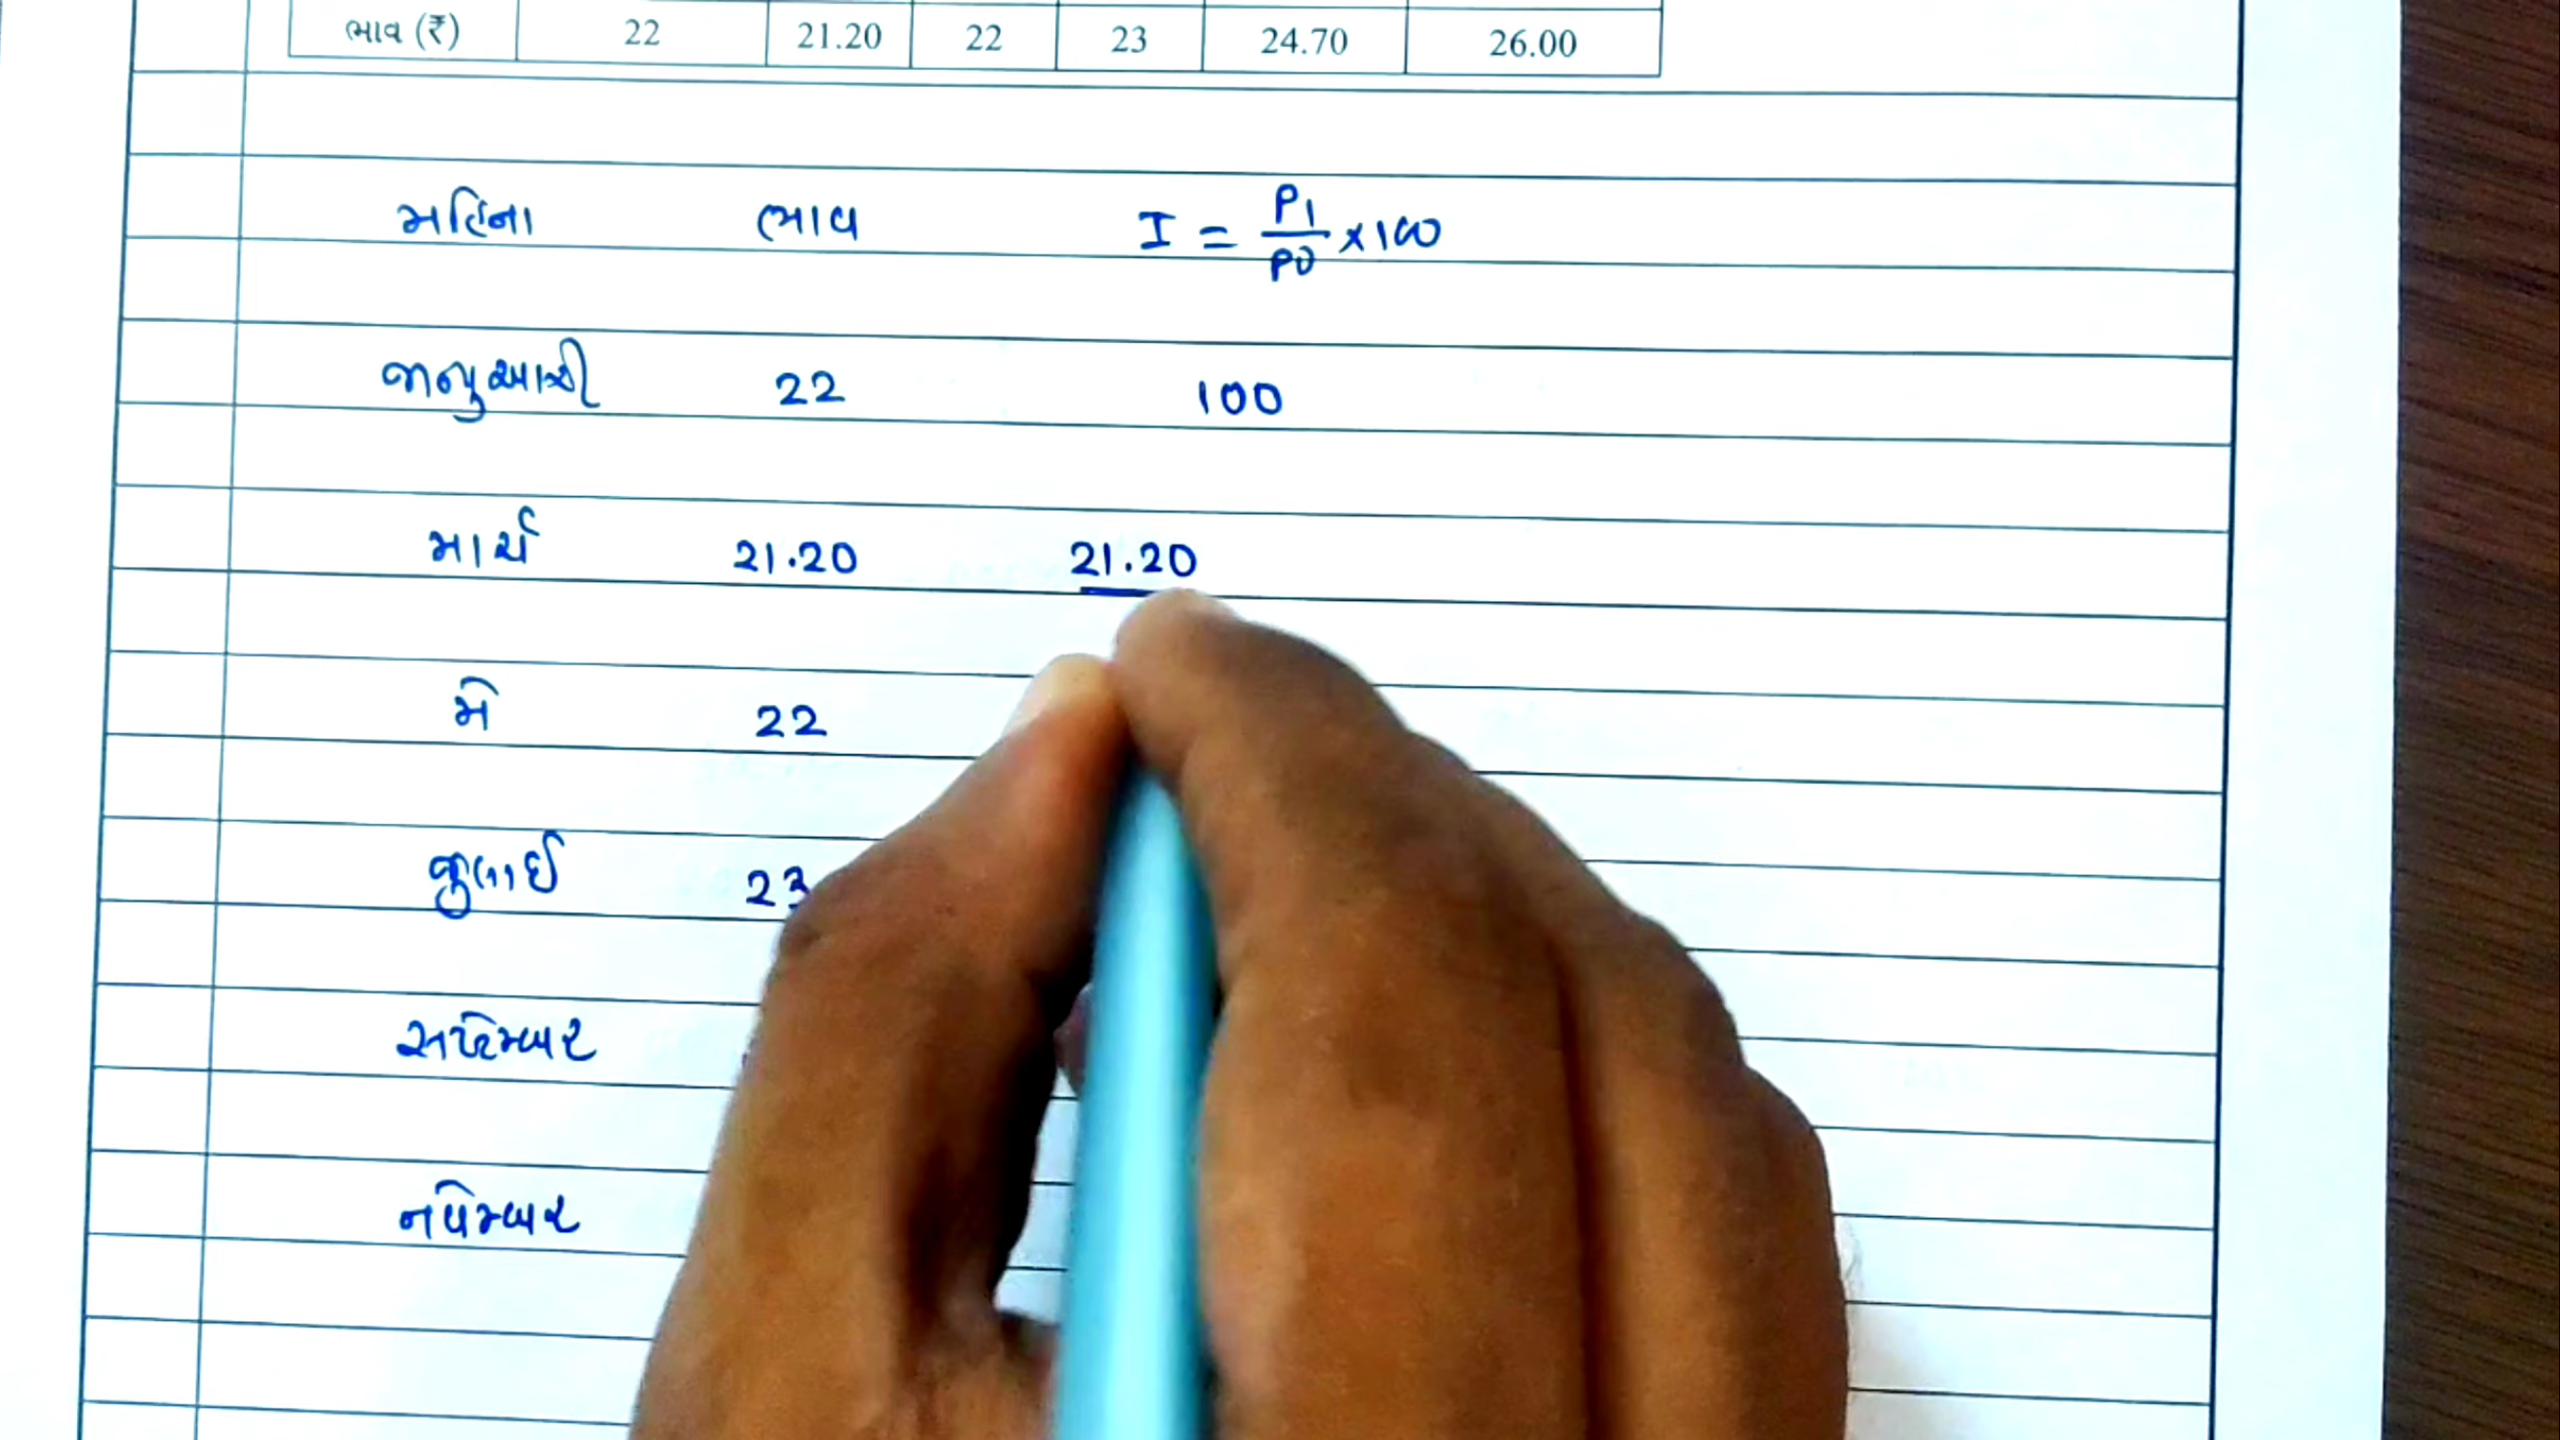 ભાવ (₹) 22 21.20 22 23 24.70 26.00
મહિના ભાવ I = P1/P0 × 100
જાન્યુઆરી 22 100
માર્ચ 21.20 21.20
મે 22
જુલાઈ 23
સપ્ટેમ્બર
નવેમ્બર